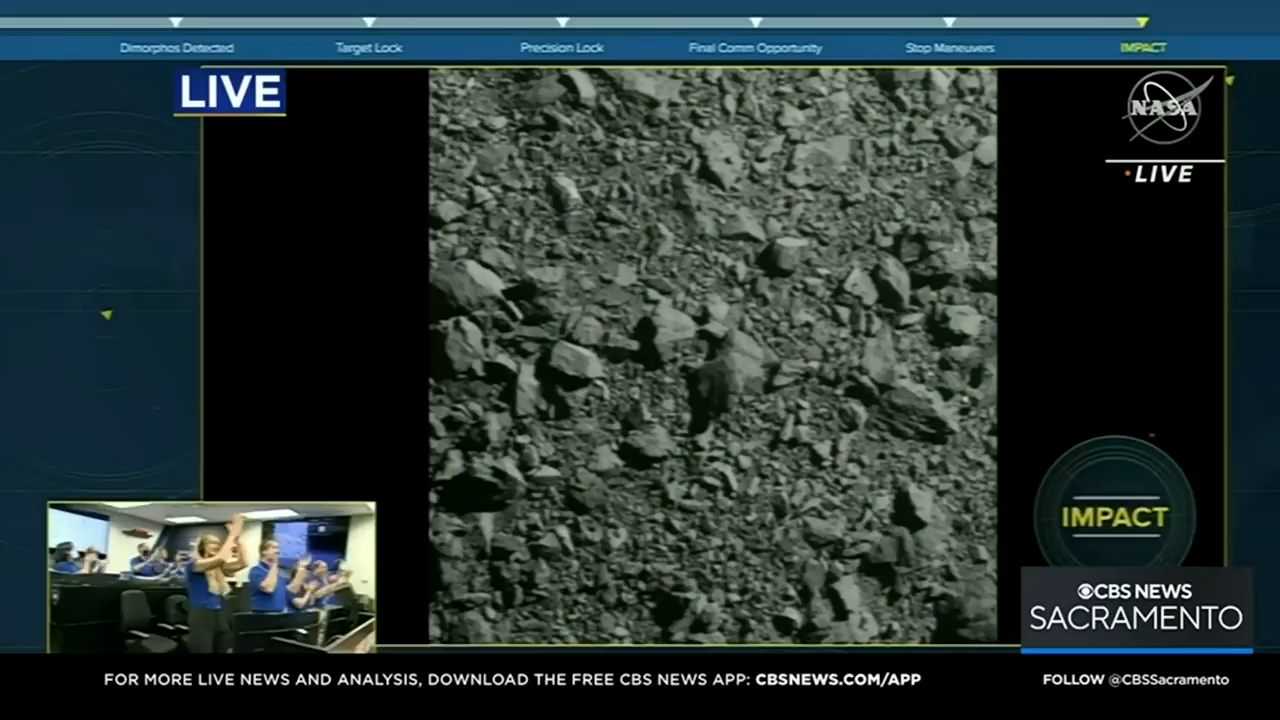 Dimorphos Detected
Target Lock
Precision Lock
Final Comm Opportunity
Stop Maneuvers
IMPACT
LIVE
NASA
LIVE
IMPACT
CBS NEWS
SACRAMENTO
FOR MORE LIVE NEWS AND ANALYSIS, DOWNLOAD THE FREE CBS NEWS APP: CBSNEWS.COM/APP
FOLLOW @CBSSacramento